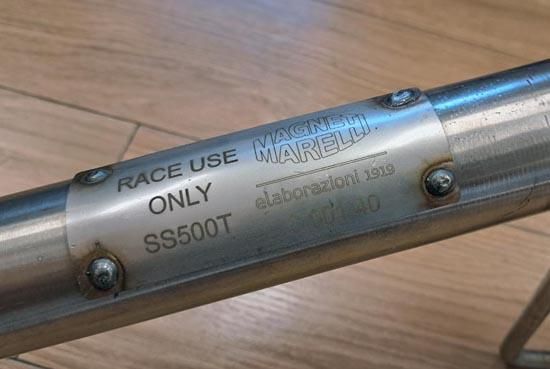 RACE USE
ONLY
SS500T
MAGNETI
MARELLI
elaborazioni 1919